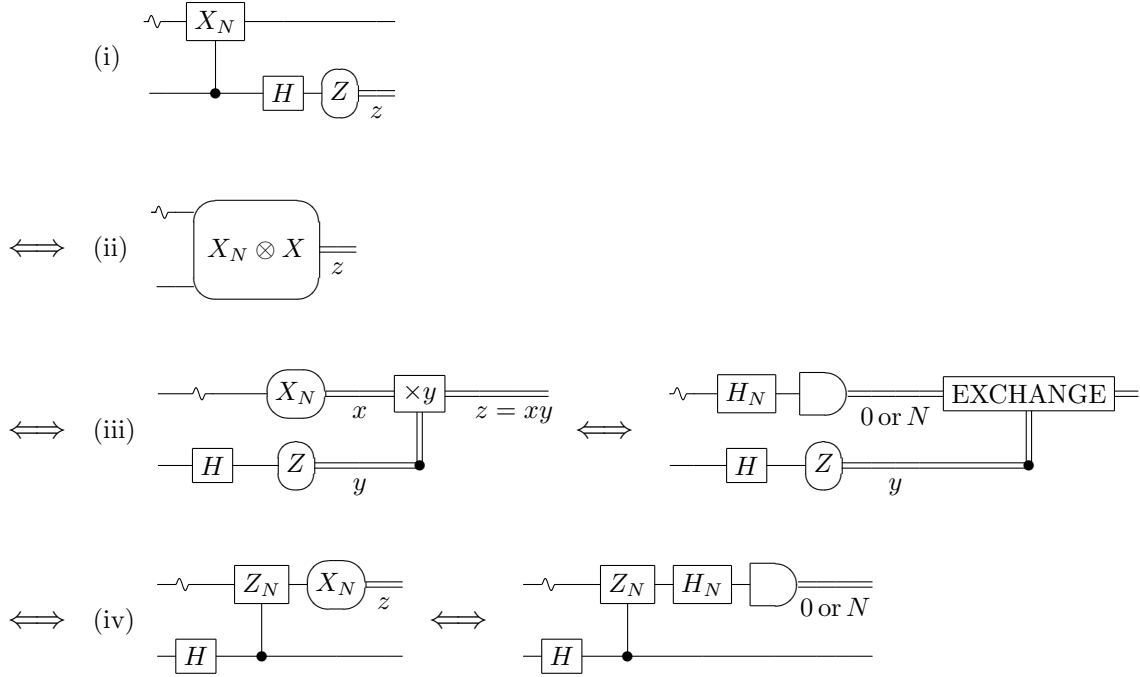 X_N
(i)
H Z
z
⟺ (ii) X_N ⊗ X
z
X_N ×y H_N EXCHANGE
x z = xy 0 or N
⟺ (iii) ⟺
H Z H Z
y y
Z_N X_N Z_N H_N
z 0 or N
⟺ (iv) ⟺
H H